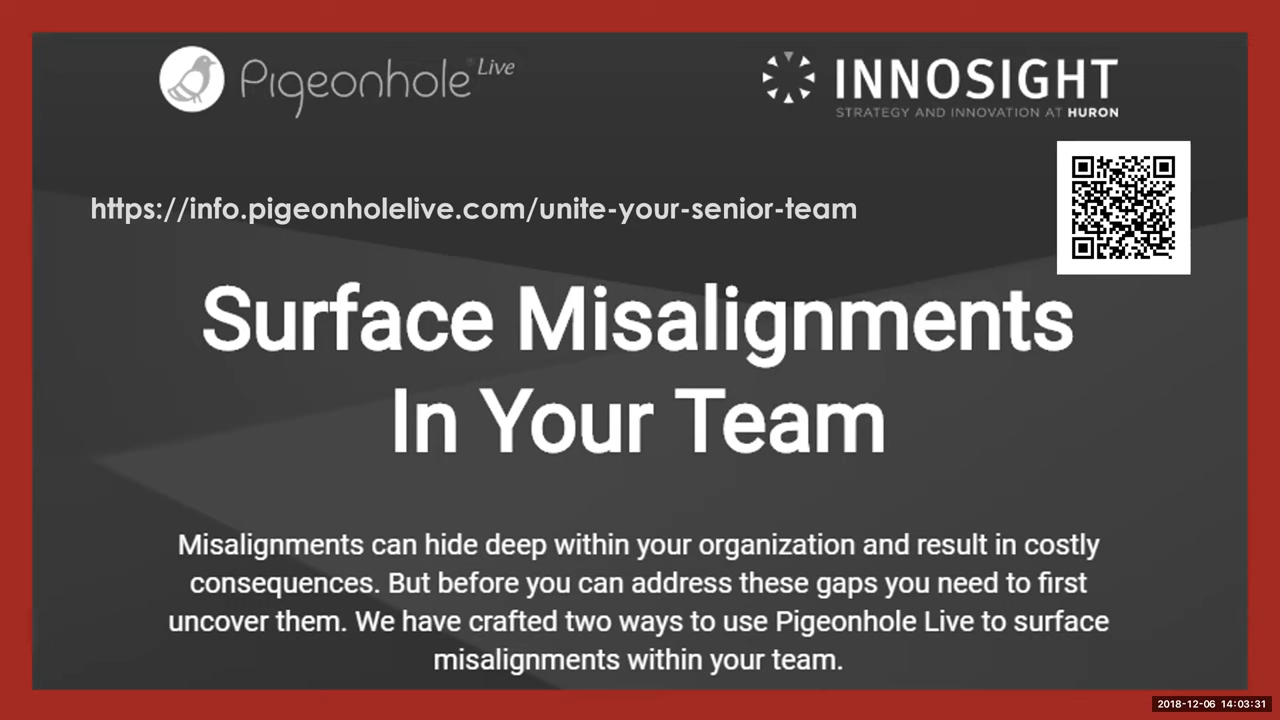 Pigeonhole Live
INNOSIGHT
STRATEGY AND INNOVATION AT HURON
https://info.pigeonholelive.com/unite-your-senior-team
Surface Misalignments
In Your Team
Misalignments can hide deep within your organization and result in costly
consequences. But before you can address these gaps you need to first
uncover them. We have crafted two ways to use Pigeonhole Live to surface
misalignments within your team.
2018-12-06 14:03:31